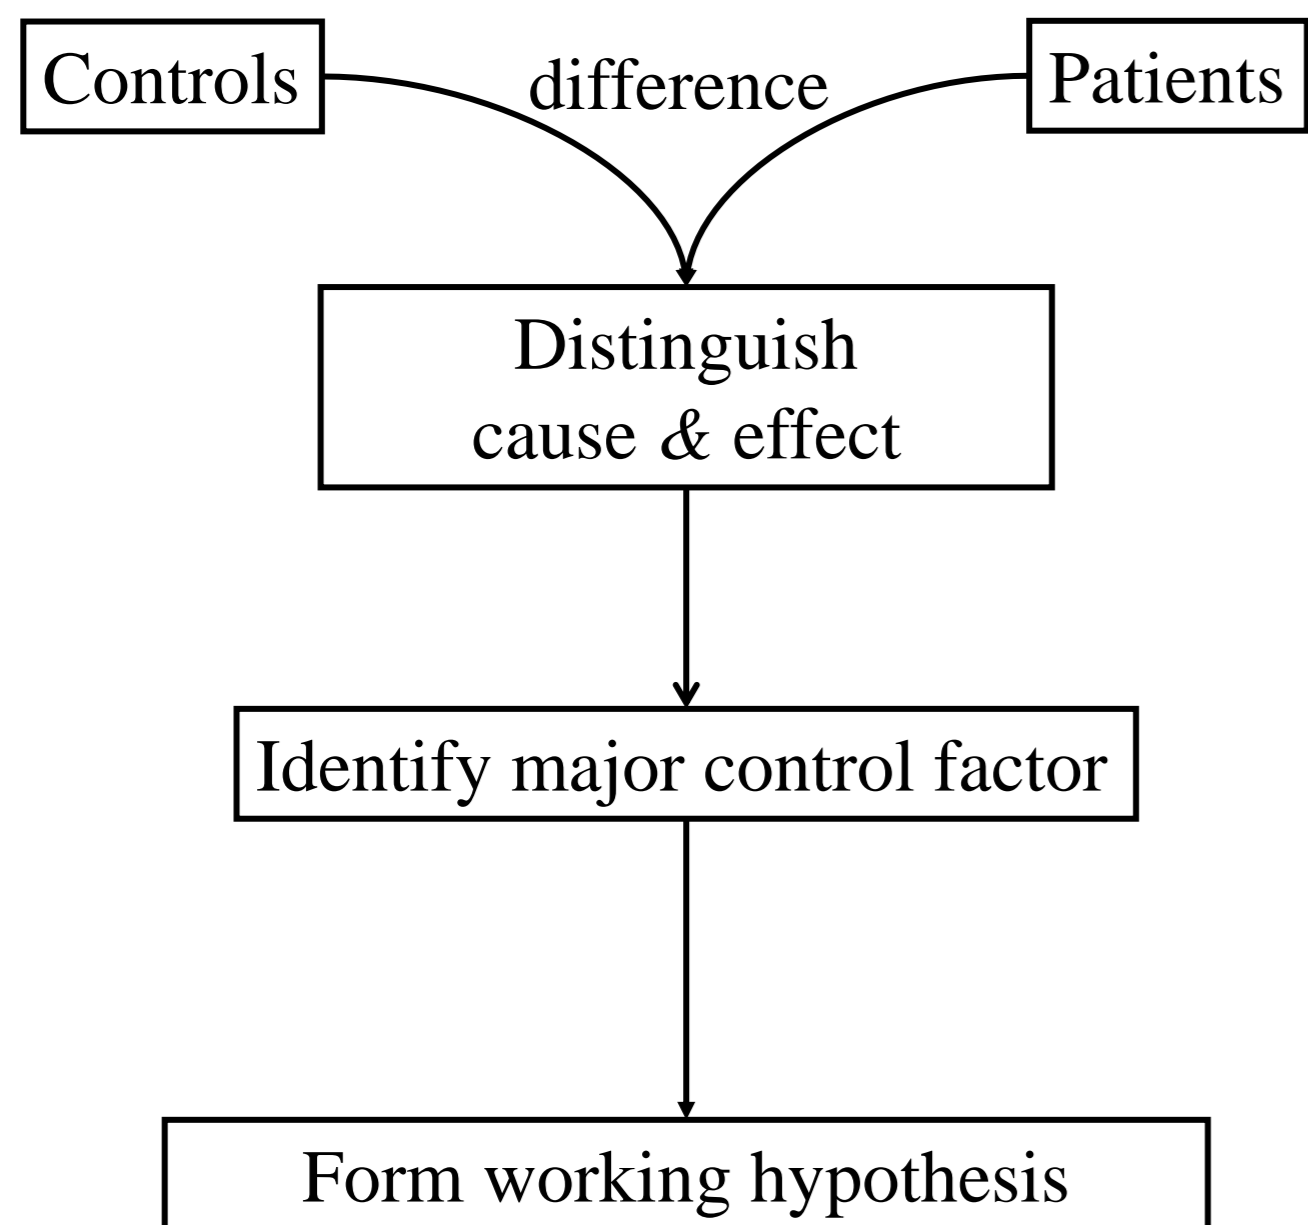 Controls
difference
Patients
Distinguish
cause & effect
Identify major control factor
Form working hypothesis